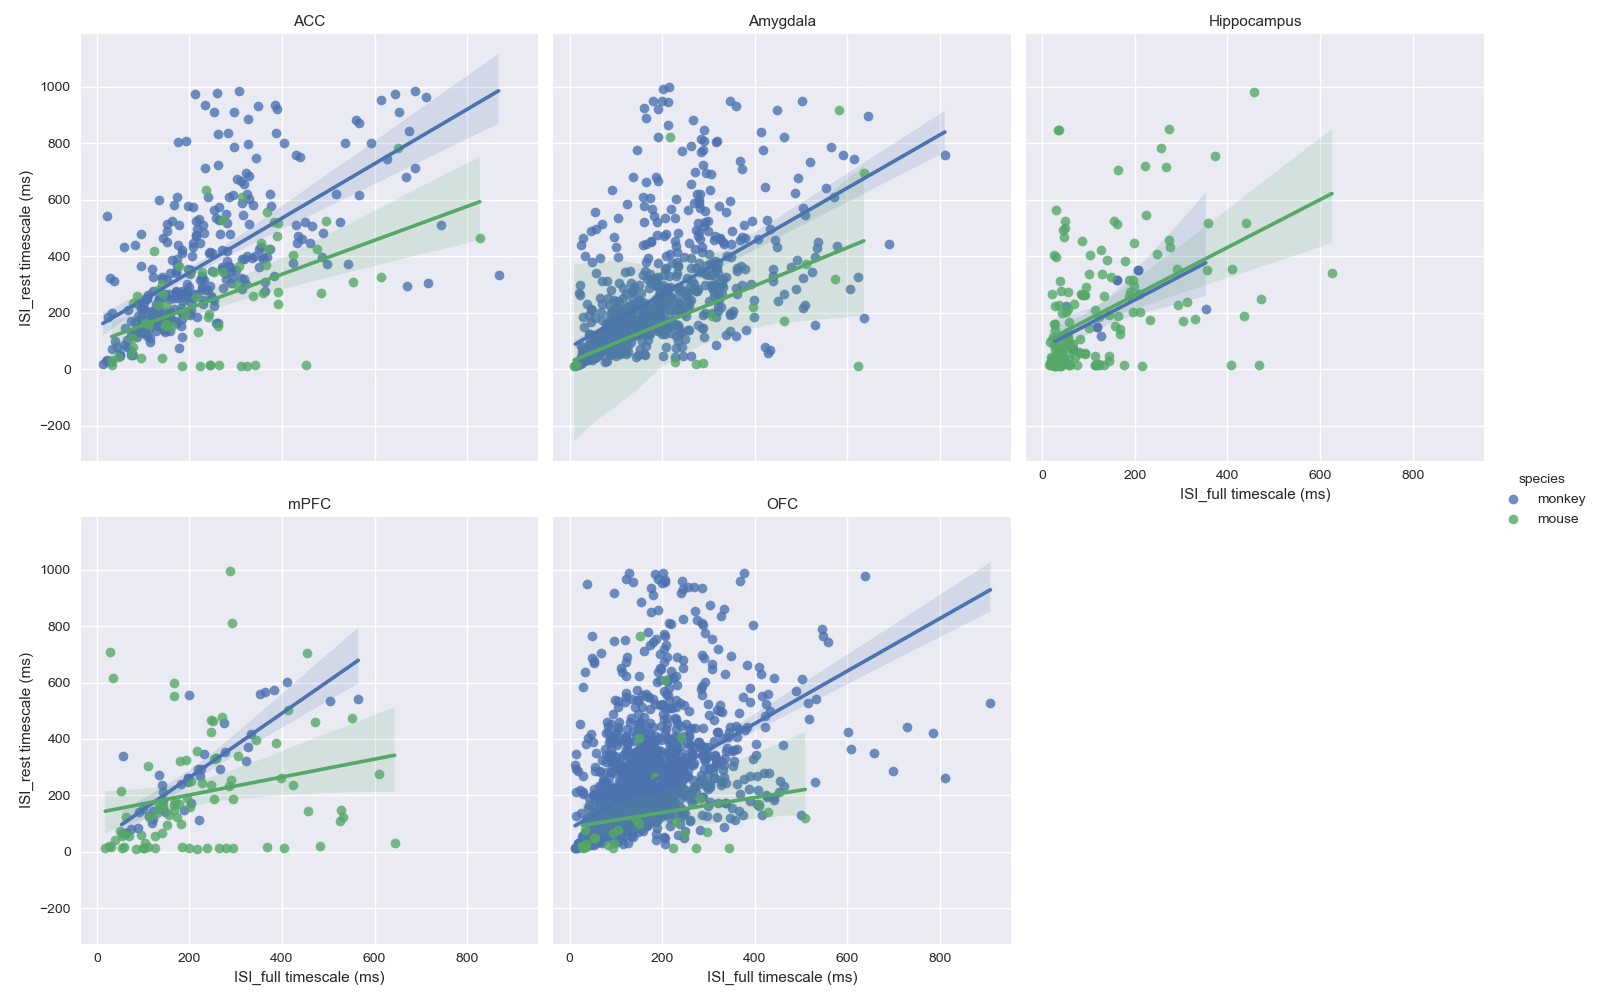 ACC
Amygdala
Hippocampus
1000
800
600
400
200
0
−200
ISI_rest timescale (ms)
0 200 400 600 800
ISI_full timescale (ms)
species
monkey
mouse
mPFC
OFC
1000
800
600
400
200
0
−200
ISI_rest timescale (ms)
0 200 400 600 800
0 200 400 600 800
ISI_full timescale (ms)
ISI_full timescale (ms)